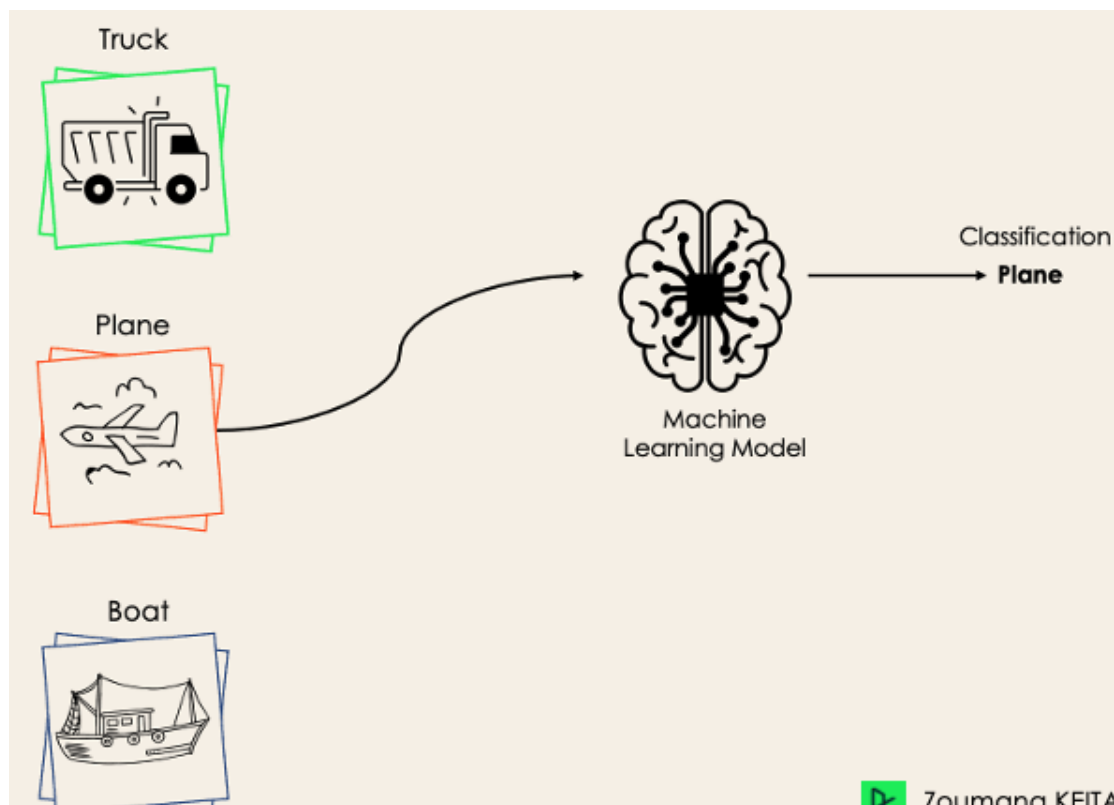 Truck
Plane
Boat
Machine
Learning Model
Classification
Plane
Zoumana KEITA